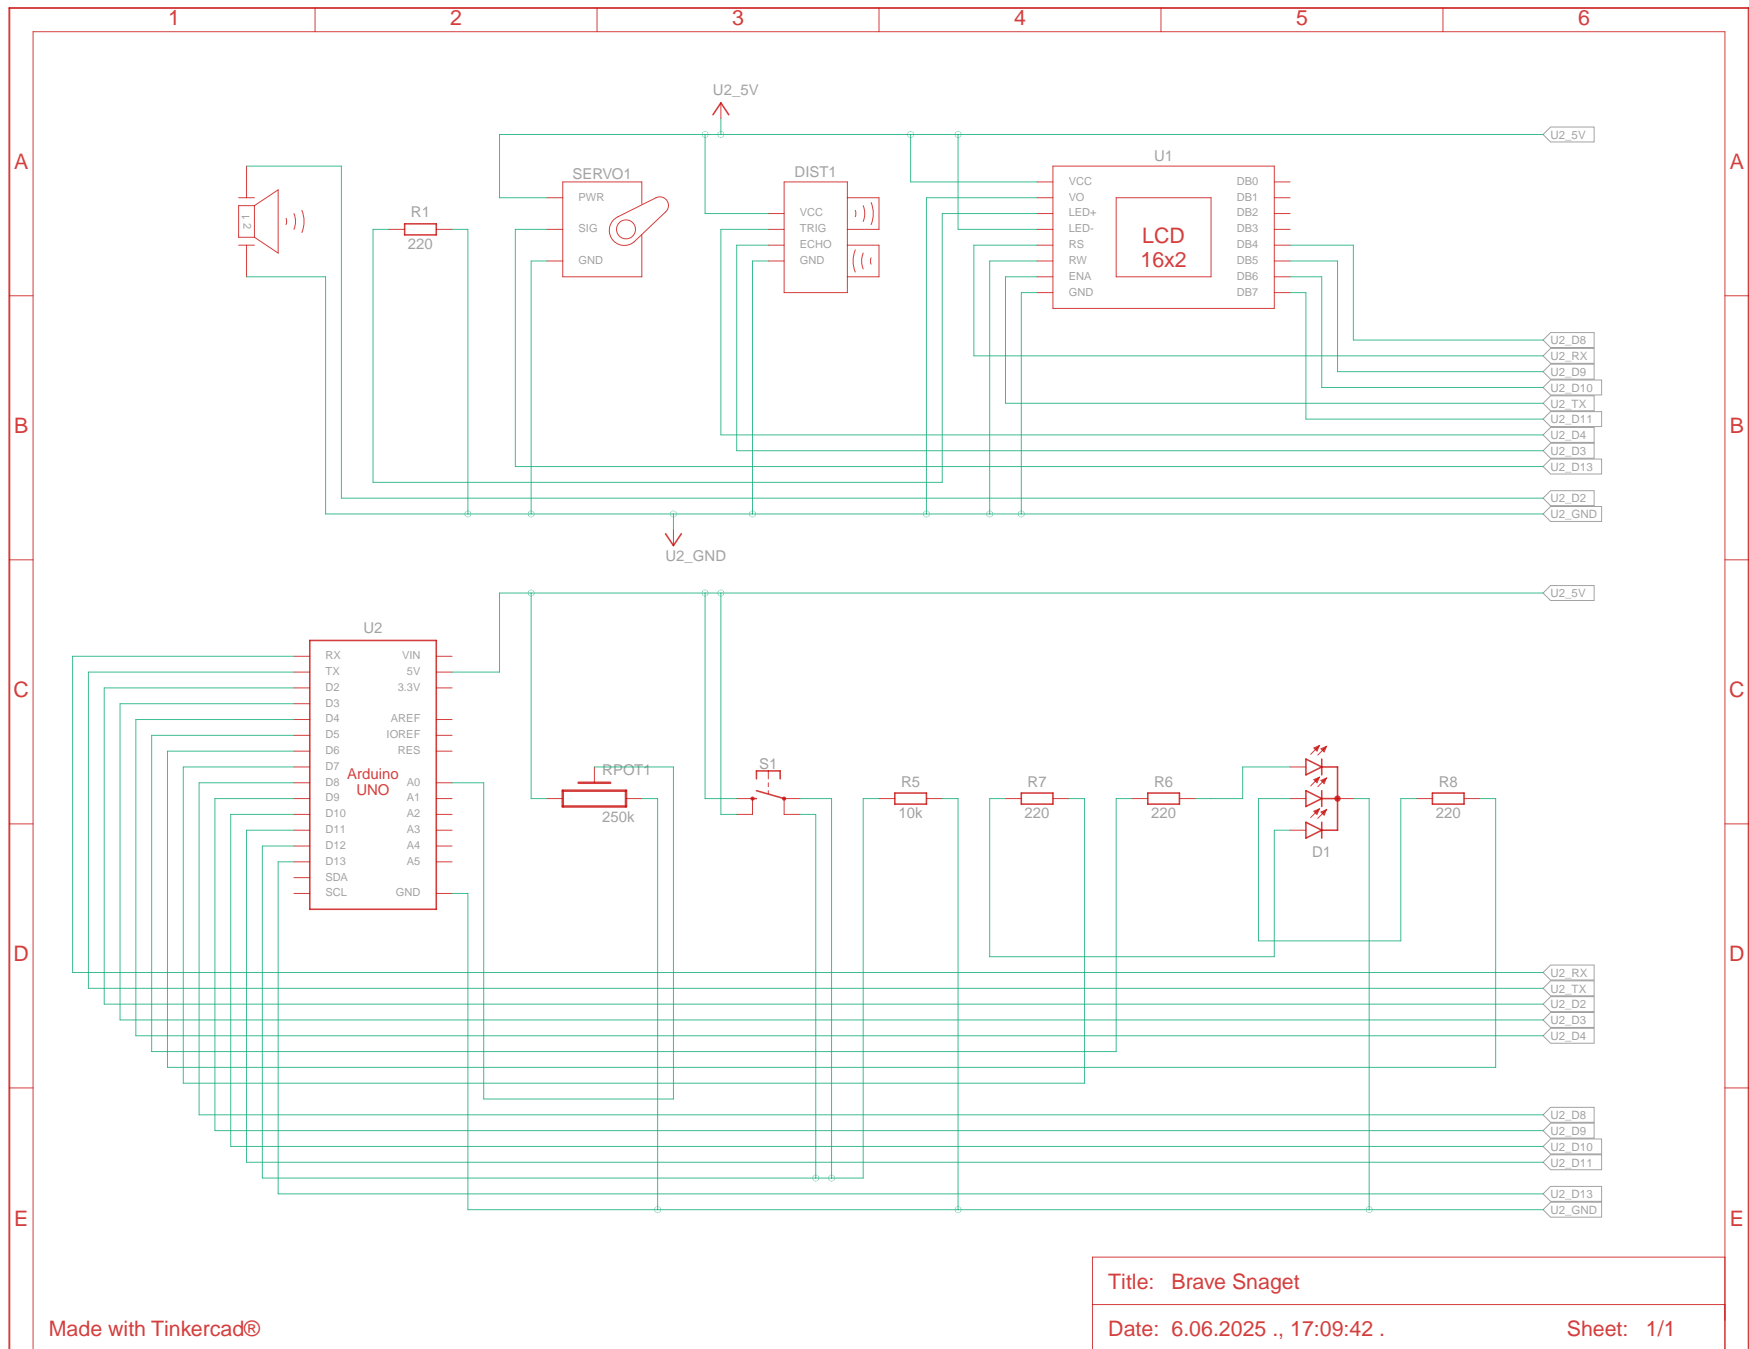 1 2 3 4 5 6
U2_5V
U2_5V
A A
U1
SERVO1
DIST1
R1
220
1 2
PWR
SIG
GND
VCC
TRIG
ECHO
GND
VCC DB0
VO DB1
LED+ DB2
LED- DB3
RS DB4
RW DB5
ENA DB6
GND DB7
LCD
16x2
U2_D8
U2_RX
U2_D9
U2_D10
U2_TX
U2_D11
B B
U2_D4
U2_D3
U2_D13
U2_D2
U2_GND
U2_GND
U2_5V
U2
RX VIN
TX 5V
D2 3.3V
D3
D4 AREF
D5 IOREF
D6 RES
D7
D8 A0
D9 A1
D10 A2
D11 A3
D12 A4
D13 A5
SDA
SCL GND
Arduino
UNO
C C
RPOT1
250k
S1
R5
10k
R7
220
R6
220
D1
R8
220
D D
U2_RX
U2_TX
U2_D2
U2_D3
U2_D4
U2_D8
U2_D9
U2_D10
U2_D11
U2_D13
U2_GND
E E
Title: Brave Snaget
Made with Tinkercad®
Date: 6.06.2025 ., 17:09:42 . Sheet: 1/1